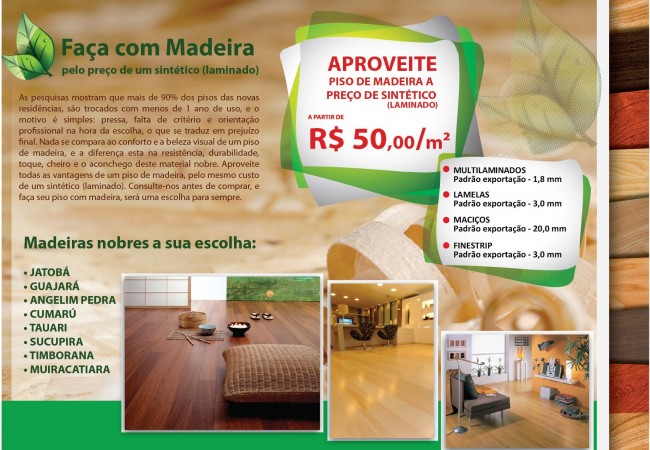 Faça com Madeira
pelo preço de um sintético (laminado)
As pesquisas mostram que mais de 90% dos pisos das novas
residências, são trocados com menos de 1 ano de uso, e o
motivo é simples: pressa, falta de critério e orientação
profissional na hora da escolha, o que se traduz em prejuízo
final. Nada se compara ao conforto e a beleza visual de um piso
de madeira, e a diferença esta na resistência, durabilidade,
toque, cheiro e o aconchego deste material nobre. Aproveite
todas as vantagens de um piso de madeira, pelo mesmo custo
de um sintético (laminado). Consulte-nos antes de comprar, e
faça seu piso com madeira, será uma escolha para sempre.
APROVEITE
PISO DE MADEIRA A
PREÇO DE SINTÉTICO
(LAMINADO)
A PARTIR DE
R$ 50,00/m²
• MULTILAMINADOS
Padrão exportação - 1,8 mm
• LAMELAS
Padrão exportação - 3,0 mm
• MACIÇOS
Padrão exportação - 20,0 mm
• FINESTRIP
Padrão exportação - 3,0 mm
Madeiras nobres a sua escolha:
• JATOBÁ
• GUAJARÁ
• ANGELIM PEDRA
• CUMARÚ
• TAUARI
• SUCUPIRA
• TIMBORANA
• MUIRACATIARA